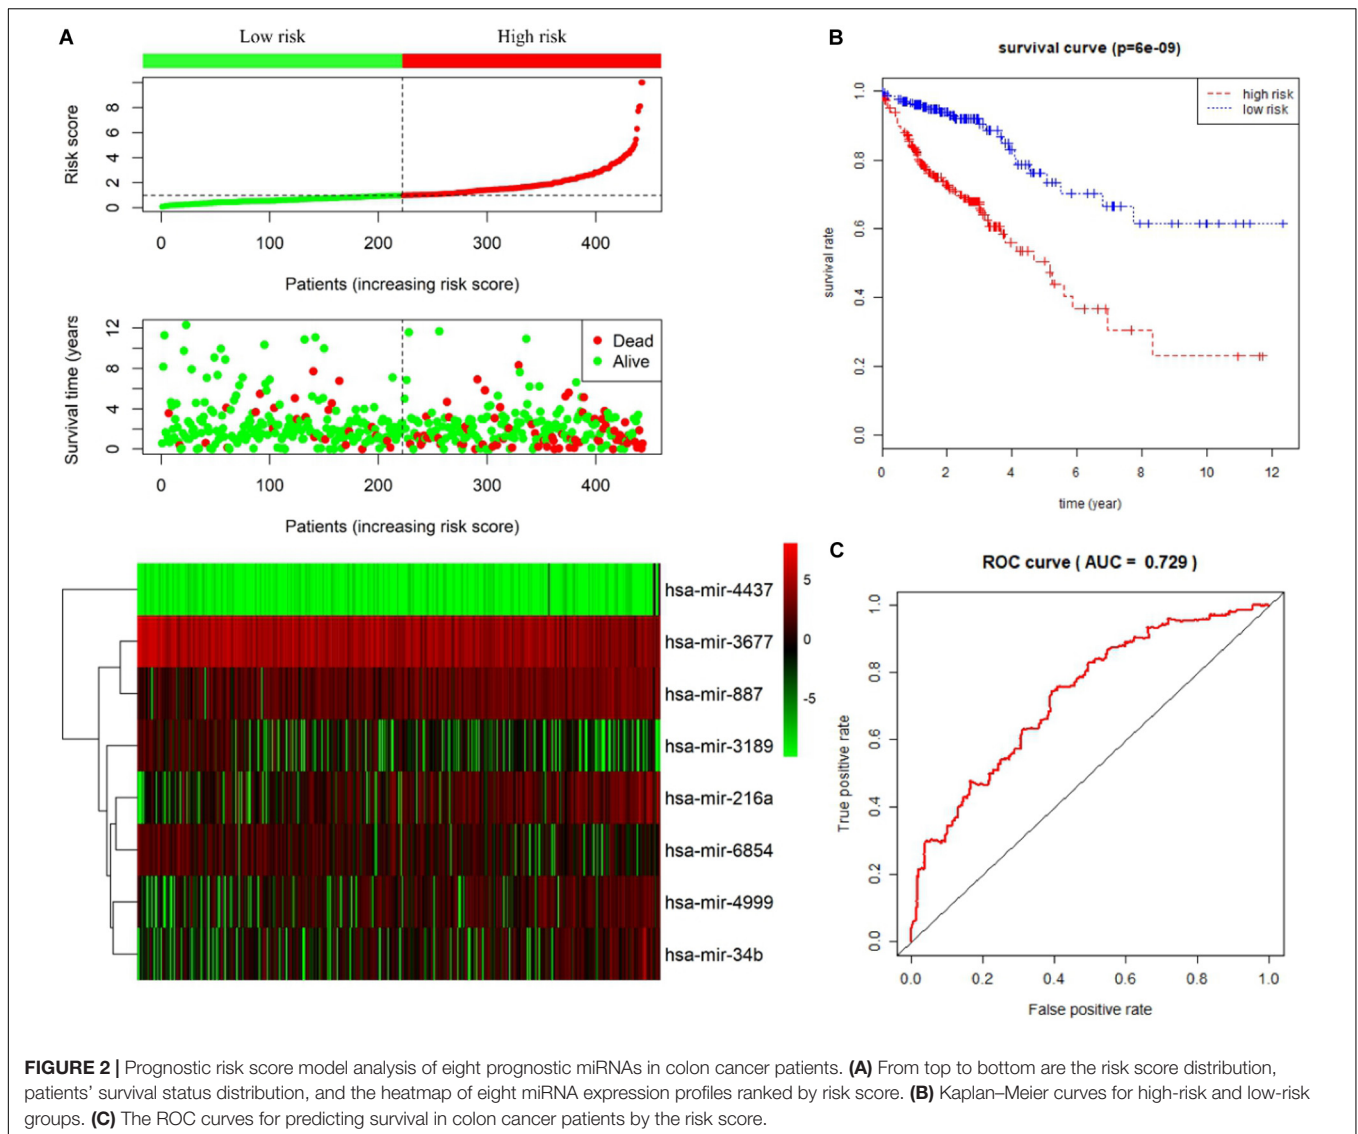 A
Low risk
High risk
Risk score
0
2
4
6
8
0
100
200
300
400
Patients (increasing risk score)
Survival time (years
0
4
8
12
Dead
Alive
0
100
200
300
400
Patients (increasing risk score)
hsa-mir-4437
hsa-mir-3677
hsa-mir-887
hsa-mir-3189
hsa-mir-216a
hsa-mir-6854
hsa-mir-4999
hsa-mir-34b
5
0
-5
B
survival curve (p=6e-09)
high risk
low risk
survival rate
0.0
0.2
0.4
0.6
0.8
1.0
0
2
4
6
8
10
12
time (year)
C
ROC curve ( AUC = 0.729 )
True positive rate
0.0
0.2
0.4
0.6
0.8
1.0
0.0
0.2
0.4
0.6
0.8
1.0
False positive rate
FIGURE 2 | Prognostic risk score model analysis of eight prognostic miRNAs in colon cancer patients. (A) From top to bottom are the risk score distribution,
patients' survival status distribution, and the heatmap of eight miRNA expression profiles ranked by risk score. (B) Kaplan–Meier curves for high-risk and low-risk
groups. (C) The ROC curves for predicting survival in colon cancer patients by the risk score.